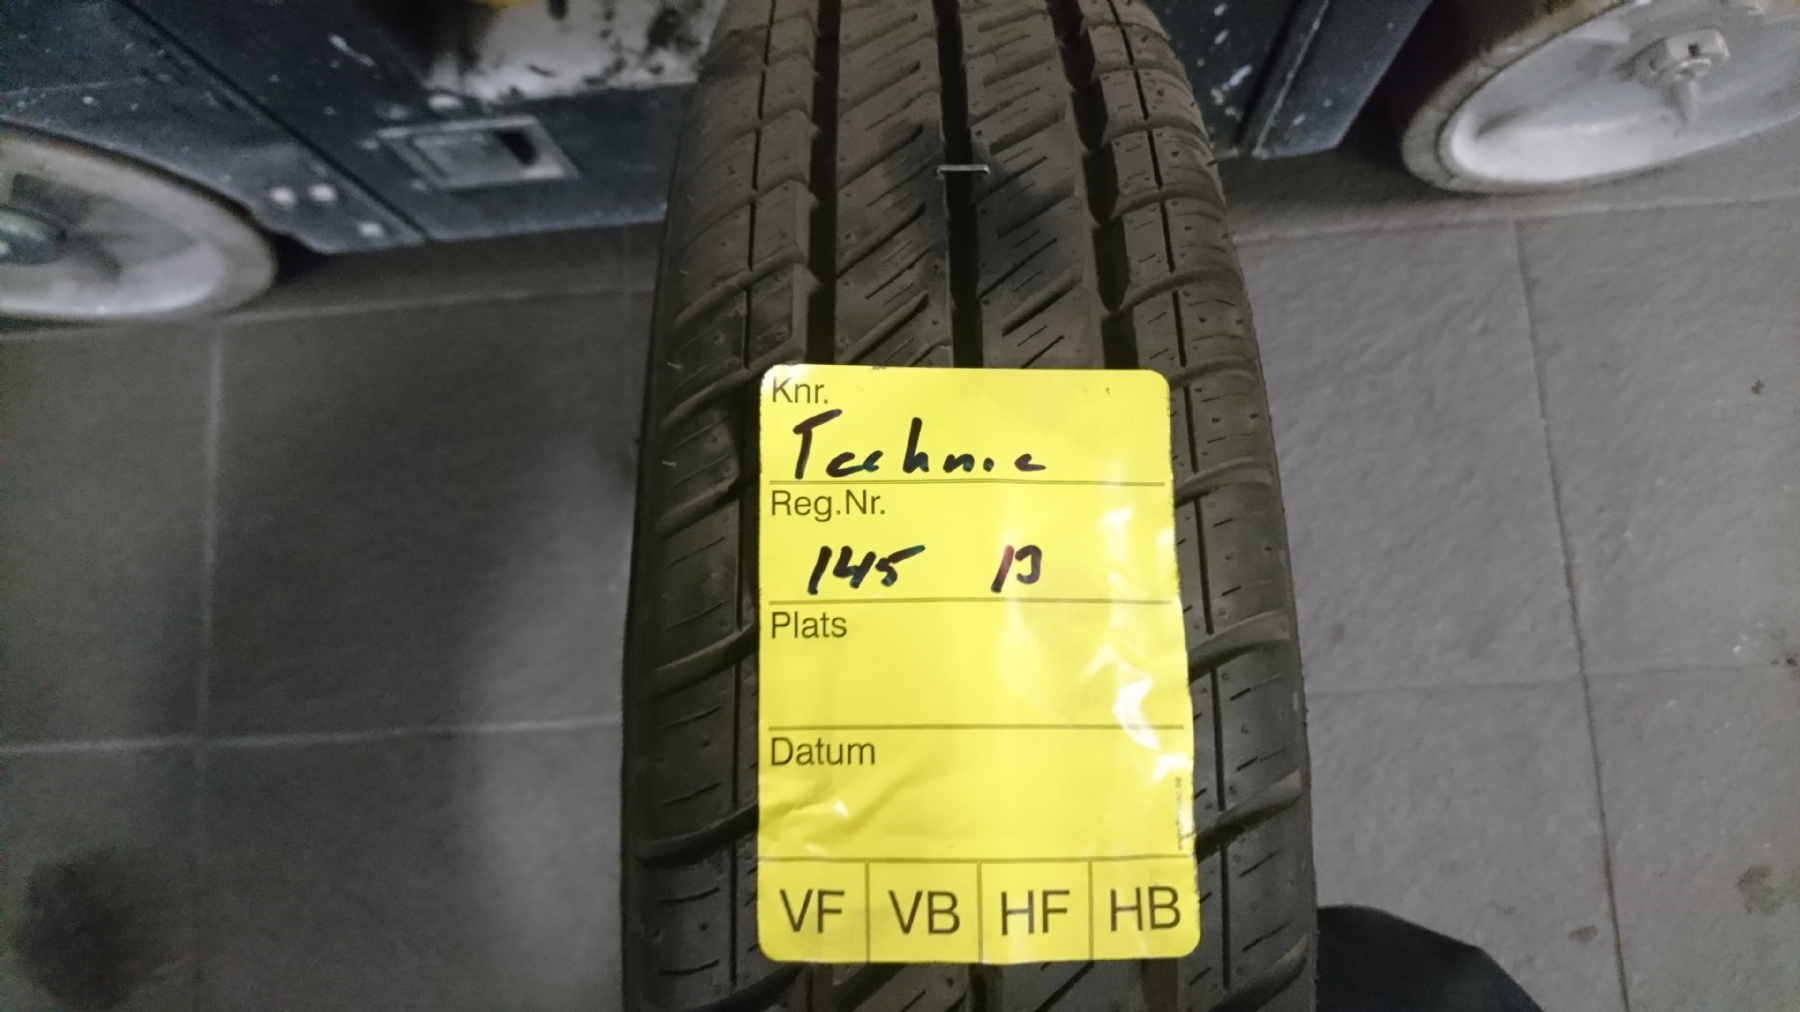 Knr.
Technic
Reg.Nr.
145 13
Plats
Datum
VF VB HF HB